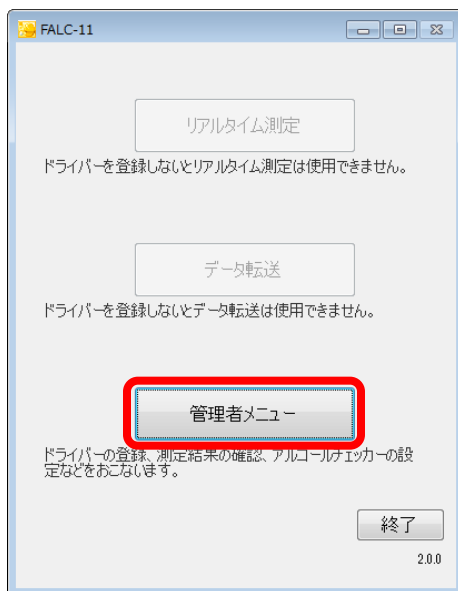 FALC-11
リアルタイム測定
ドライバーを登録しないとリアルタイム測定は使用できません。
データ転送
ドライバーを登録しないとデータ転送は使用できません。
管理者メニュー
ドライバーの登録、測定結果の確認、アルコールチェッカーの設
定などをおこないます。
終了
2.0.0